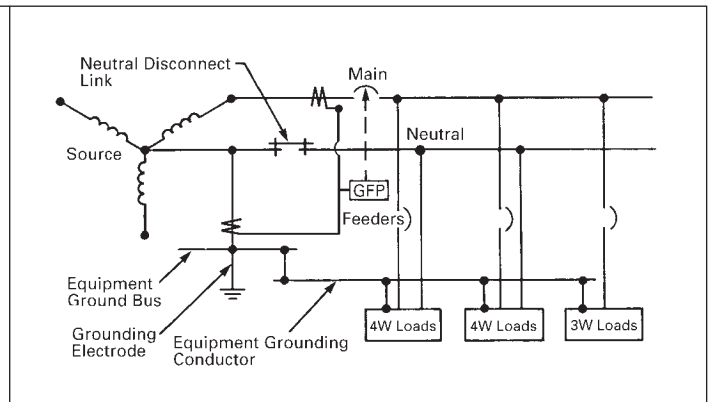 Neutral Disconnect
Link
Main
Source
Neutral
GFP
Feeders
Equipment
Ground Bus
Grounding
Electrode
Equipment Grounding
Conductor
4W Loads
4W Loads
3W Loads